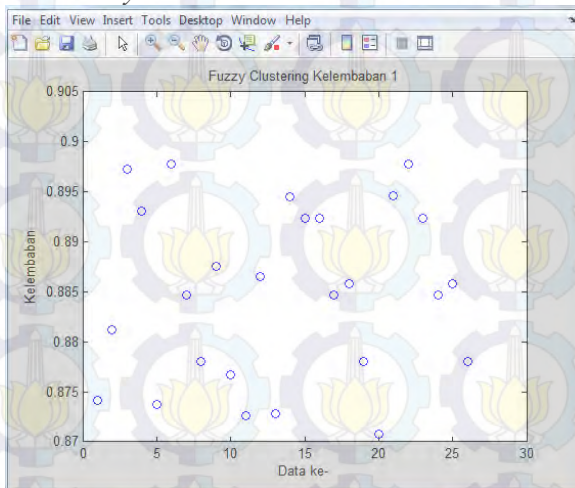 File Edit View Insert Tools Desktop Window Help
Fuzzy Clustering Kelembaban 1
0.905
0.9
0.895
0.89
0.885
0.88
0.875
0.87
Kelembaban
0 5 10 15 20 25 30
Data ke-